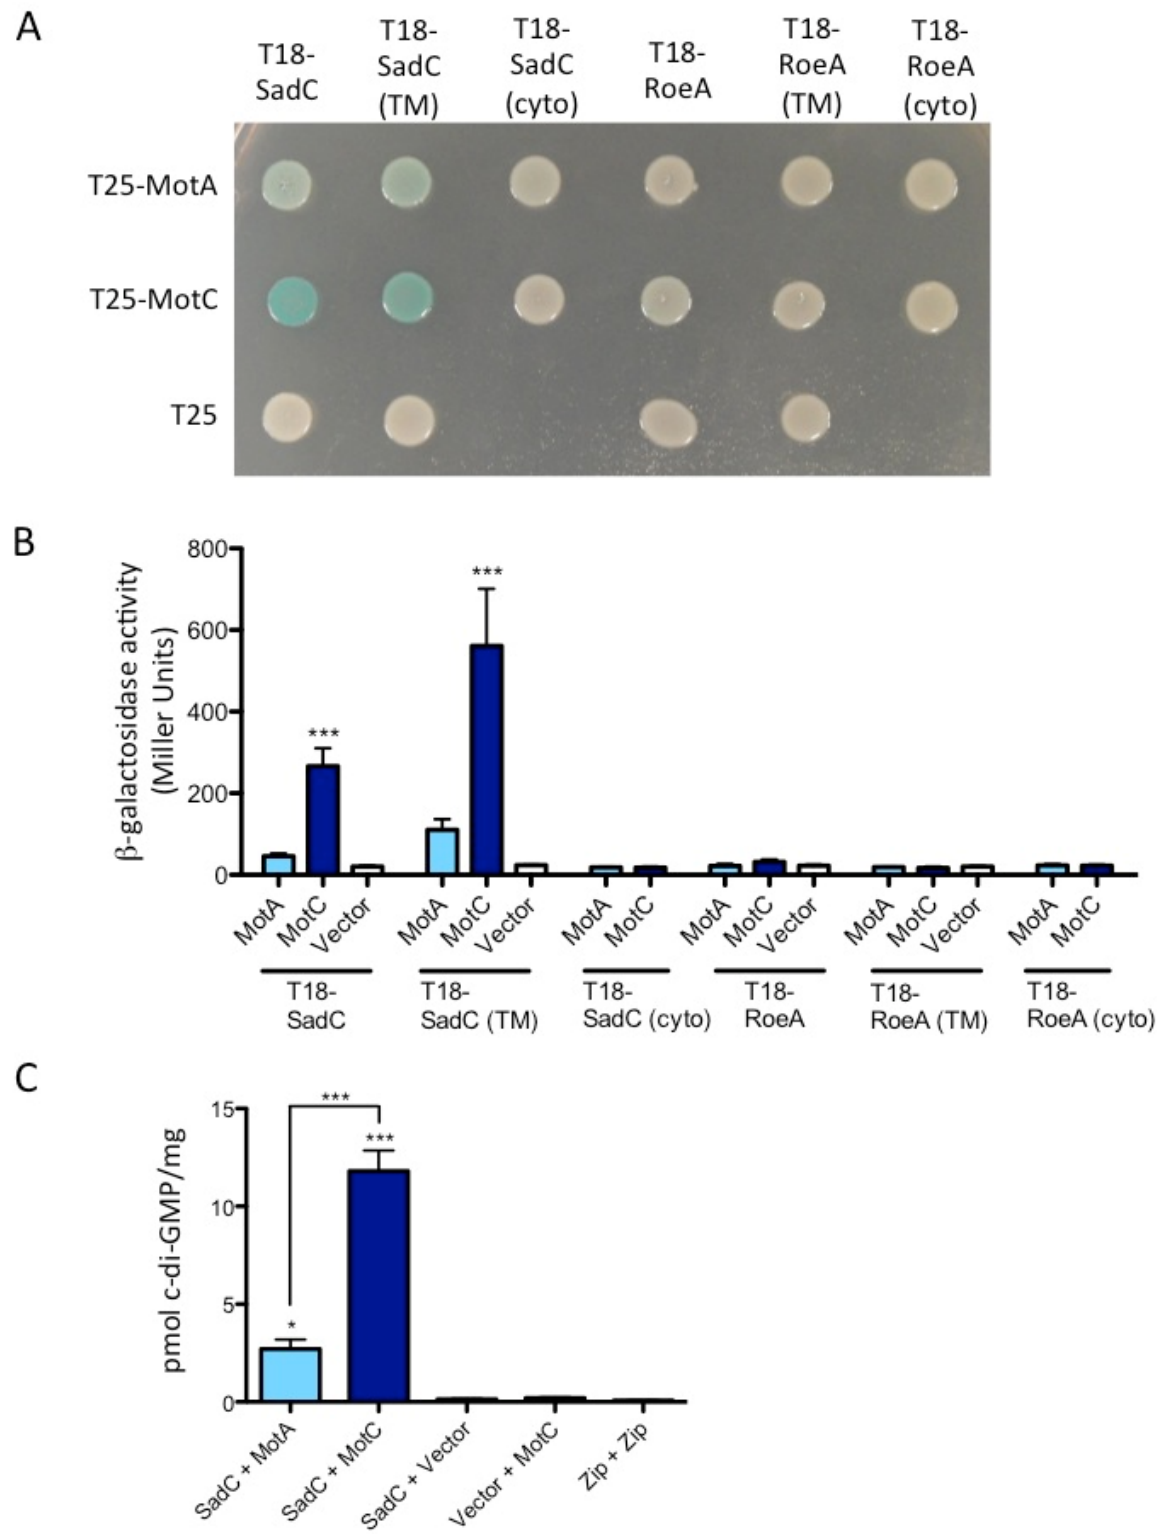 A
T18-
SadC
T18-
SadC
(TM)
T18-
SadC
(cyto)
T18-
RoeA
T18-
RoeA
(TM)
T18-
RoeA
(cyto)
T25-MotA
T25-MotC
T25
B
β-galactosidase activity
(Miller Units)
800
600
400
200
0
***
***
MotA
MotC
Vector
MotA
MotC
Vector
MotA
MotC
MotA
MotC
Vector
MotA
MotC
Vector
MotA
MotC
T18-
SadC
T18-
SadC (TM)
T18-
SadC (cyto)
T18-
RoeA
T18-
RoeA (TM)
T18-
RoeA (cyto)
C
pmol c-di-GMP/mg
15
10
5
0
***
***
*
SadC + MotA
SadC + MotC
SadC + Vector
Vector + MotC
Zip + Zip